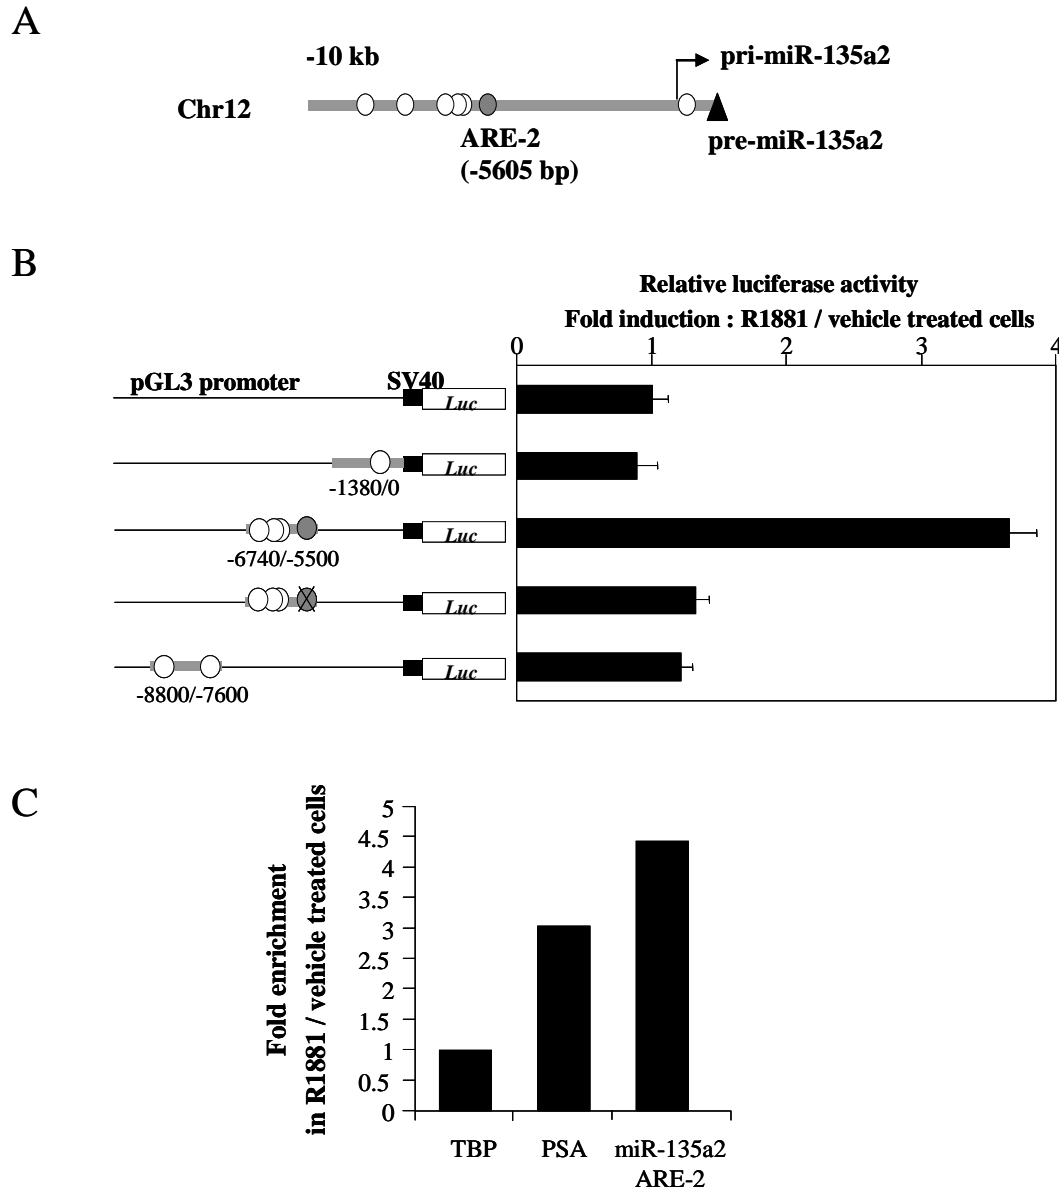 A
-10 kb
pri-miR-135a2
Chr12
ARE-2
(-5605 bp)
pre-miR-135a2
B
Relative luciferase activity
Fold induction : R1881 / vehicle treated cells
0 1 2 3 4
pGL3 promoter SV40
Luc
Luc
-1380/0
Luc
-6740/-5500
Luc
Luc
-8800/-7600
C
Fold enrichment
in R1881 / vehicle treated cells
5
4.5
4
3.5
3
2.5
2
1.5
1
0.5
0
TBP PSA miR-135a2
ARE-2